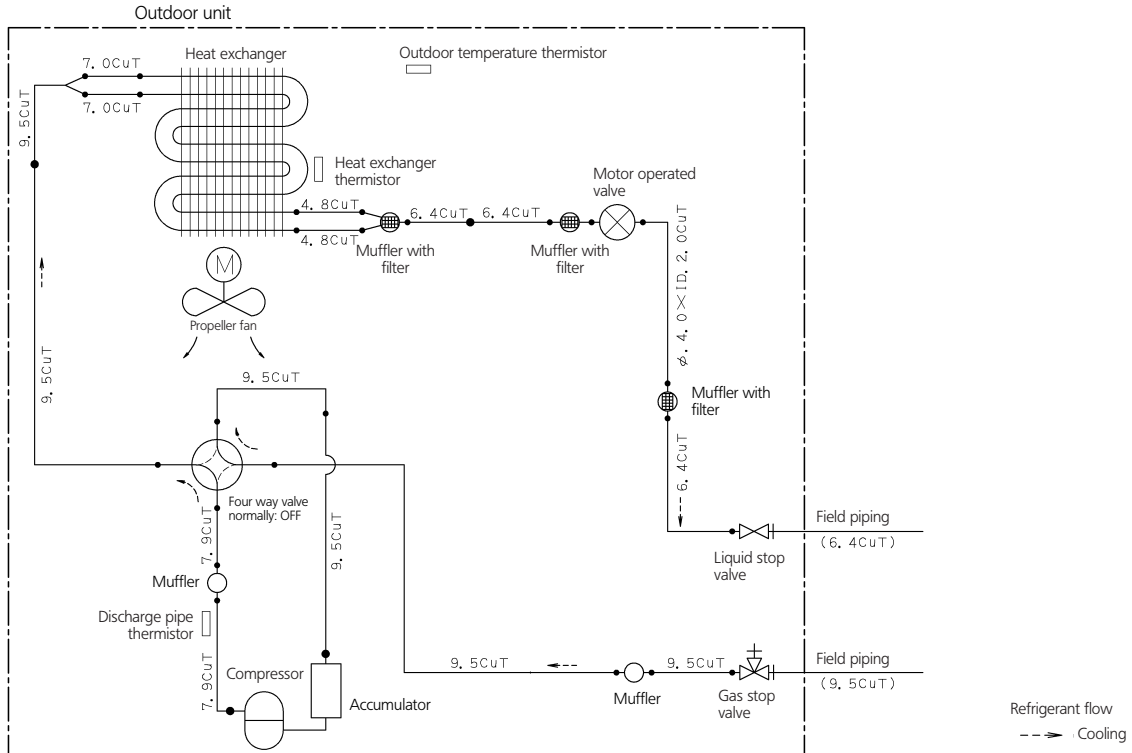 Outdoor unit
Heat exchanger
Outdoor temperature thermistor
7.0CuT
7.0CuT
9.5CuT
Heat exchanger
thermistor
Motor operated
valve
4.8CuT
4.8CuT
6.4CuT
6.4CuT
Muffler with
filter
Muffler with
filter
ø.4.0×ID.2.0CuT
M
Propeller fan
9.5CuT
9.5CuT
Muffler with
filter
6.4CuT
Four way valve
normally: OFF
7.9CuT
9.5CuT
Field piping
(6.4CuT)
Liquid stop
valve
Muffler
Discharge pipe
thermistor
7.9CuT
Compressor
Accumulator
9.5CuT
Muffler
9.5CuT
Gas stop
valve
Field piping
(9.5CuT)
Refrigerant flow
Cooling